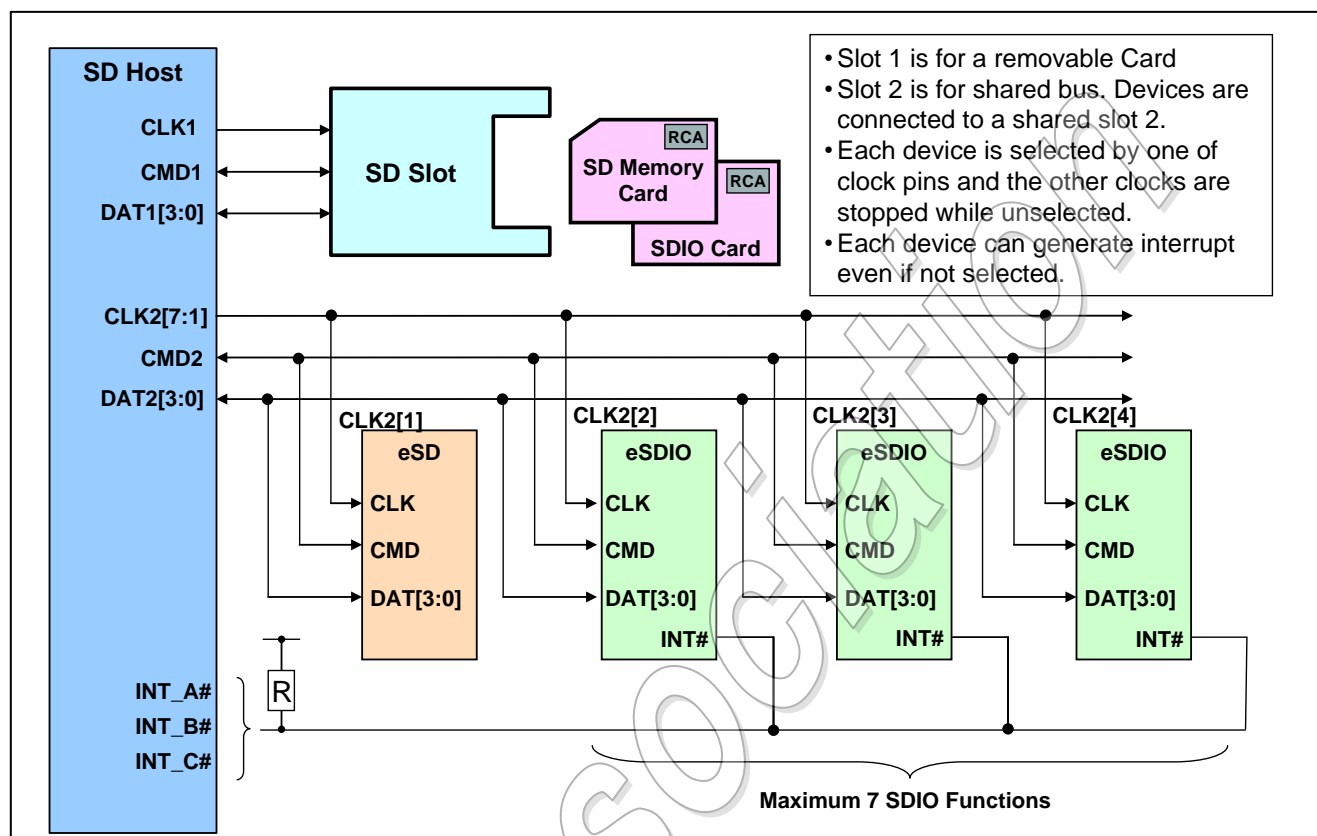 SD Host
CLK1
CMD1
DAT1[3:0]
SD Slot
RCA
SD Memory
Card
RCA
SDIO Card
• Slot 1 is for a removable Card
• Slot 2 is for shared bus. Devices are
connected to a shared slot 2.
• Each device is selected by one of
clock pins and the other clocks are
stopped while unselected.
• Each device can generate interrupt
even if not selected.
CLK2[7:1]
CMD2
DAT2[3:0]
CLK2[1]
eSD
CLK
CMD
DAT[3:0]
CLK2[2]
eSDIO
CLK
CMD
DAT[3:0]
INT#
CLK2[3]
eSDIO
CLK
CMD
DAT[3:0]
INT#
CLK2[4]
eSDIO
CLK
CMD
DAT[3:0]
INT#
R
INT_A#
INT_B#
INT_C#
Maximum 7 SDIO Functions
sociation